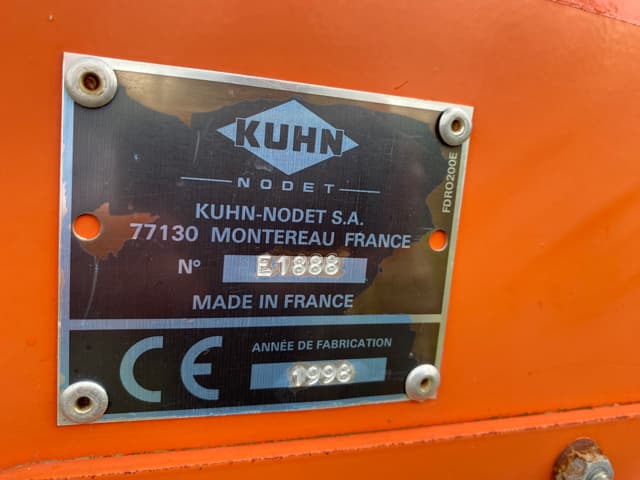 KUHN
NODET
KUHN-NODET S.A.
77130 MONTEREAU FRANCE
N° E1888
MADE IN FRANCE
CE
ANNÉE DE FABRICATION
1998
FDRO200E